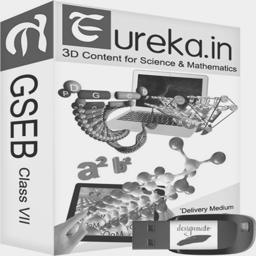 Eureka.in
3D Content for Science & Mathematics
GSEB
Class VII
D
P
G
C
a² b²
*Delivery Medium
designmate